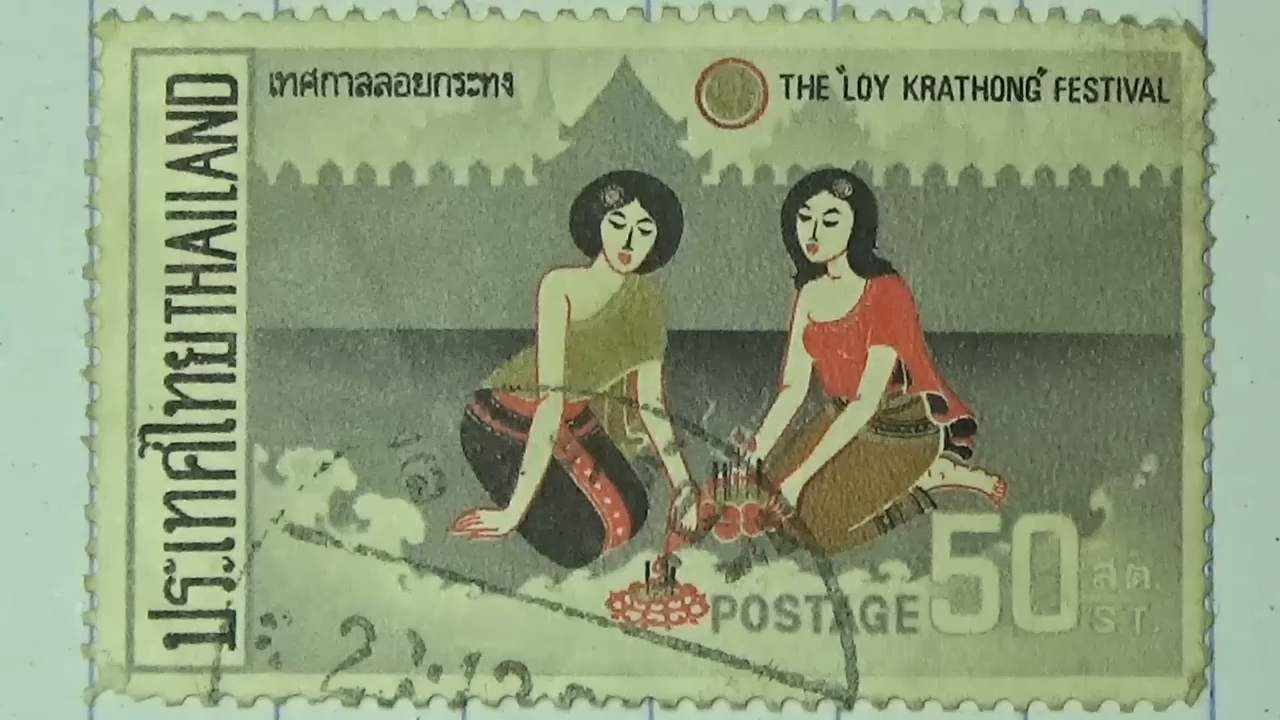 เทศกาลลอยกระทง
THE "LOY KRATHONG" FESTIVAL
ประเทศไทย THAILAND
POSTAGE 50 สต.
ST.